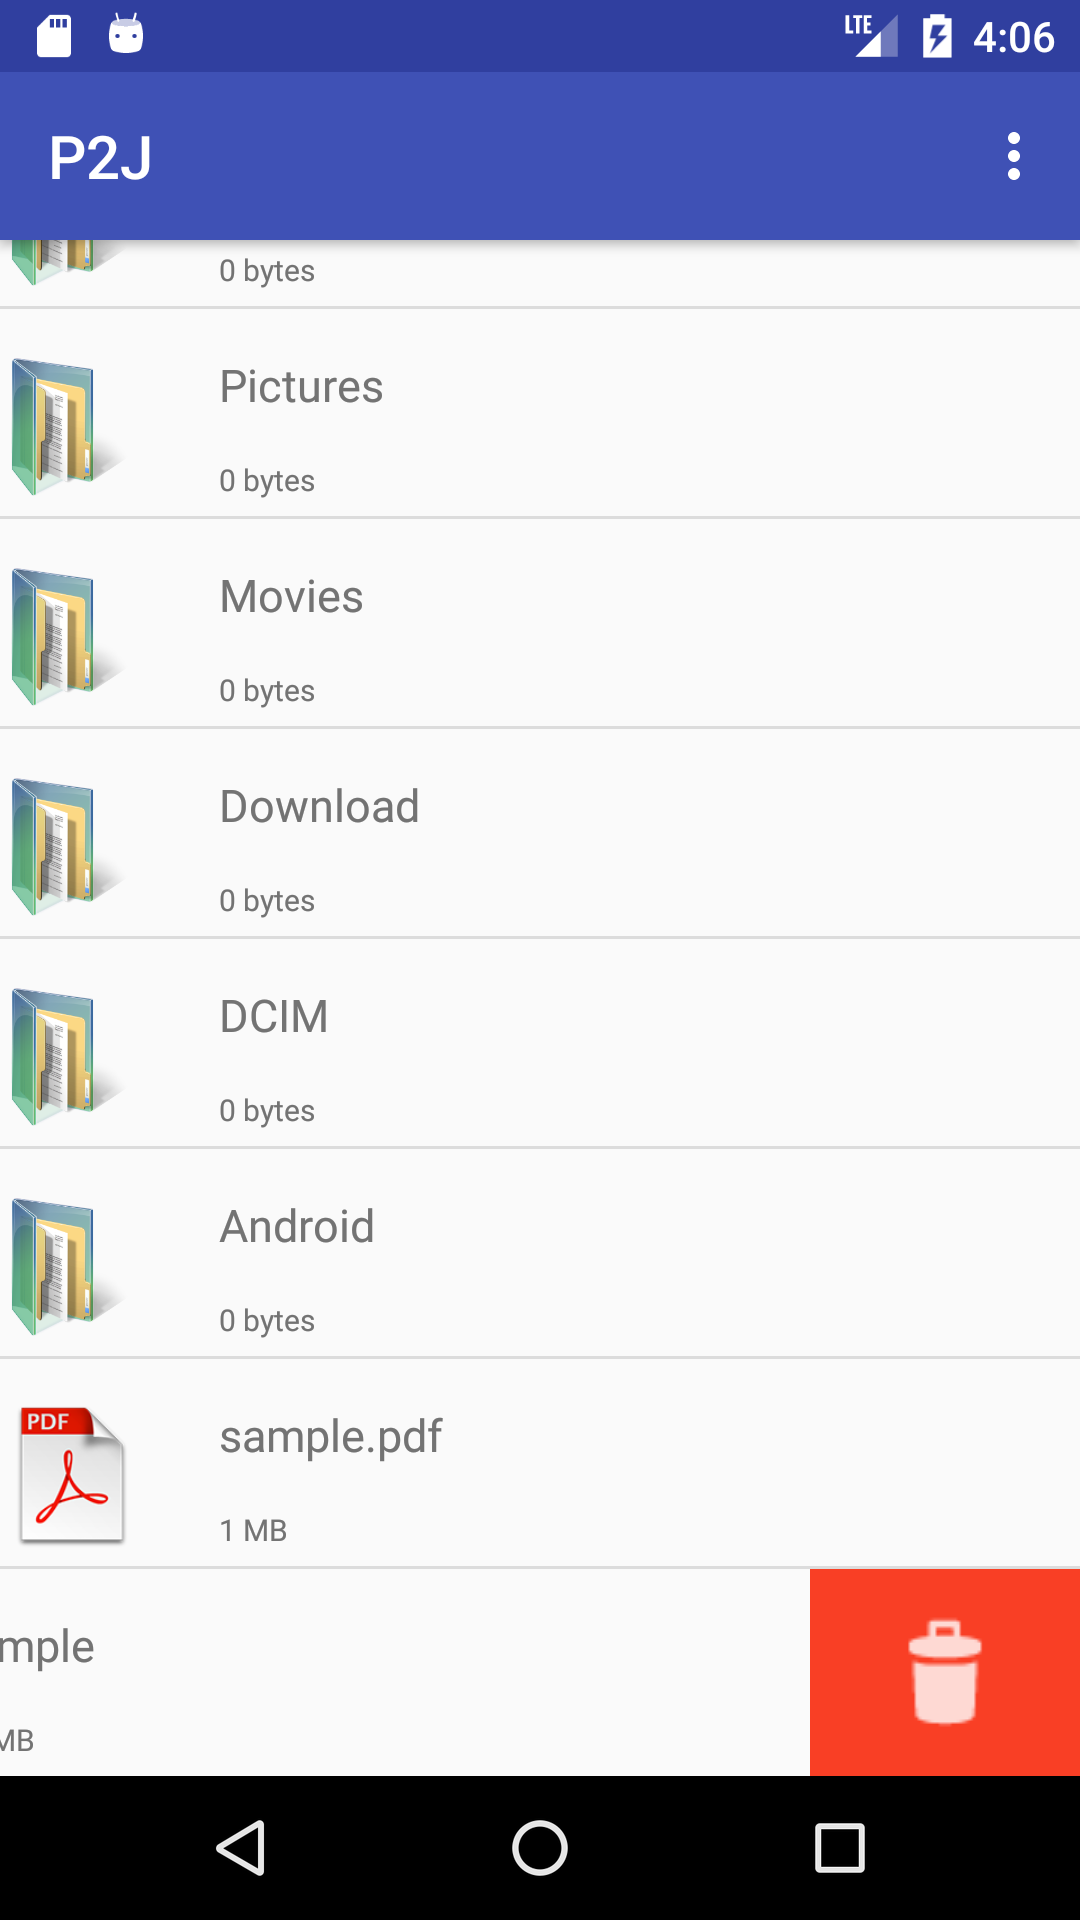 LTE 4:06
P2J
0 bytes
Pictures
0 bytes
Movies
0 bytes
Download
0 bytes
DCIM
0 bytes
Android
0 bytes
PDF
sample.pdf
1 MB
mple
MB